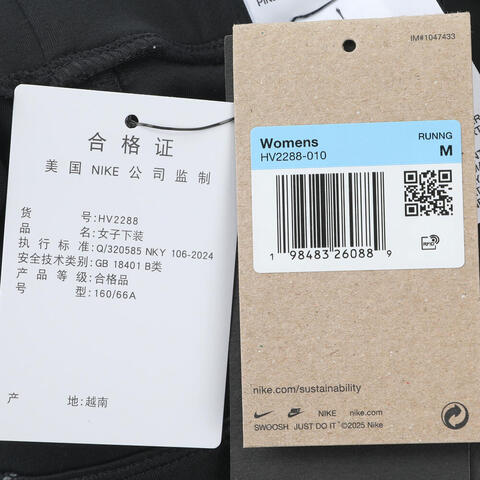 合格证
美国 NIKE 公司监制
货 号:HV2288
品 名:女子下装
执行标准:Q/320585 NKY 106-2024
安全技术类别:GB 18401 B类
产品等级:合格品
号 型:160/66A
产 地:越南
IM#1047433
Womens
HV2288-010
RUNNG
M
1 98483 26088 9
RFID
nike.com/sustainability
NIKE nike.com
SWOOSH JUST DO IT ©2025 Nike